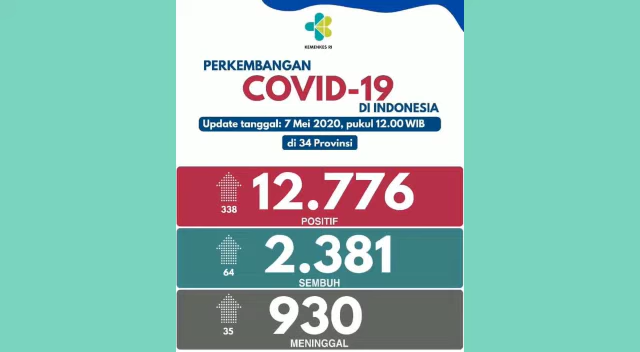 KEMENKES RI
PERKEMBANGAN
COVID-19
DI INDONESIA
Update tanggal: 7 Mei 2020, pukul 12.00 WIB
di 34 Provinsi
338
12.776
POSITIF
64
2.381
SEMBUH
35
930
MENINGGAL